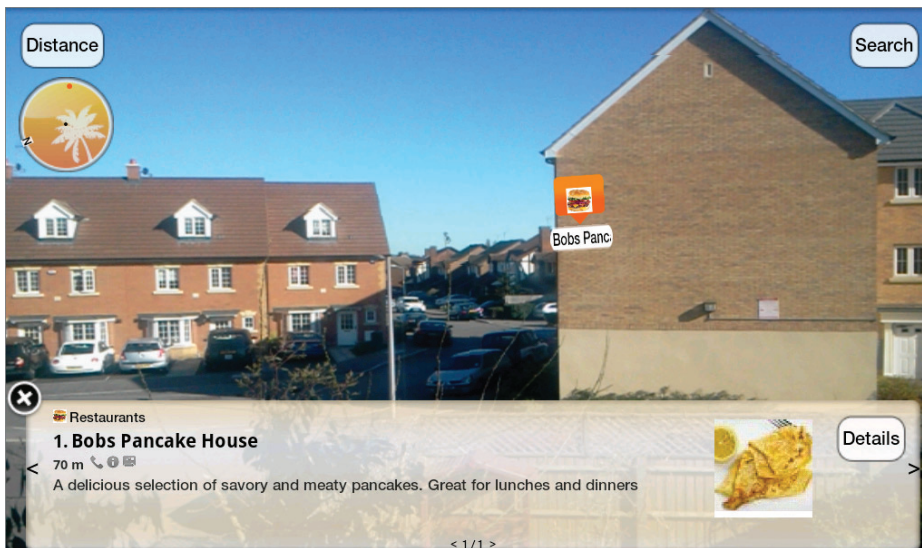 Distance
Search
N
Bobs Panc.
Restaurants
1. Bobs Pancake House
Details
70 m
<
>
A delicious selection of savory and meaty pancakes. Great for lunches and dinners
< 1/1 >